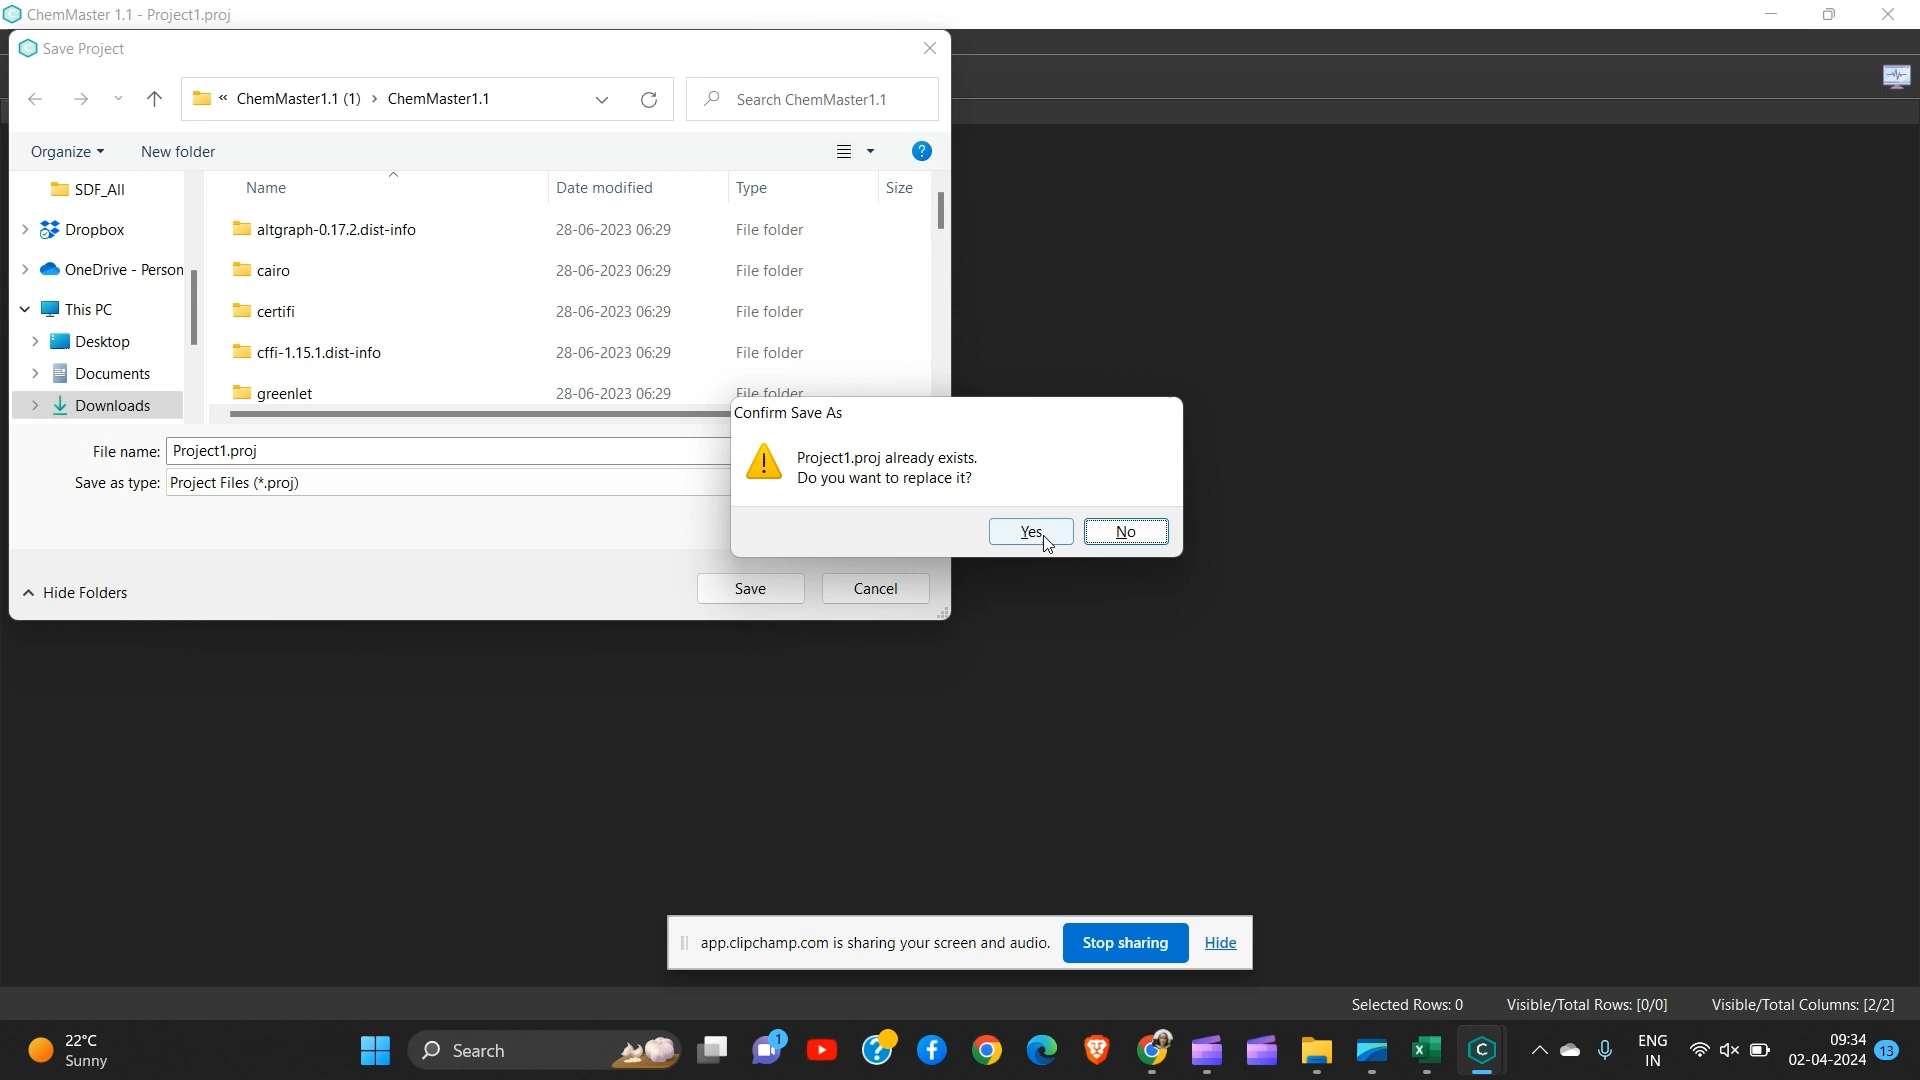 ChemMaster 1.1 - Project1.proj
Save Project
« ChemMaster1.1 (1) > ChemMaster1.1
Search ChemMaster1.1
Organize
New folder
?
Name
Date modified
Type
Size
SDF_All
Dropbox
OneDrive - Person
This PC
Desktop
Documents
Downloads
altgraph-0.17.2.dist-info 28-06-2023 06:29 File folder
cairo 28-06-2023 06:29 File folder
certifi 28-06-2023 06:29 File folder
cffi-1.15.1.dist-info 28-06-2023 06:29 File folder
greenlet 28-06-2023 06:29 File folder
File name: Project1.proj
Save as type: Project Files (*.proj)
Confirm Save As
Project1.proj already exists.
Do you want to replace it?
Yes
No
Hide Folders
Save
Cancel
app.clipchamp.com is sharing your screen and audio.
Stop sharing
Hide
Selected Rows: 0
Visible/Total Rows: [0/0]
Visible/Total Columns: [2/2]
22°C
Sunny
Search
1
ENG
IN
09:34
02-04-2024
13